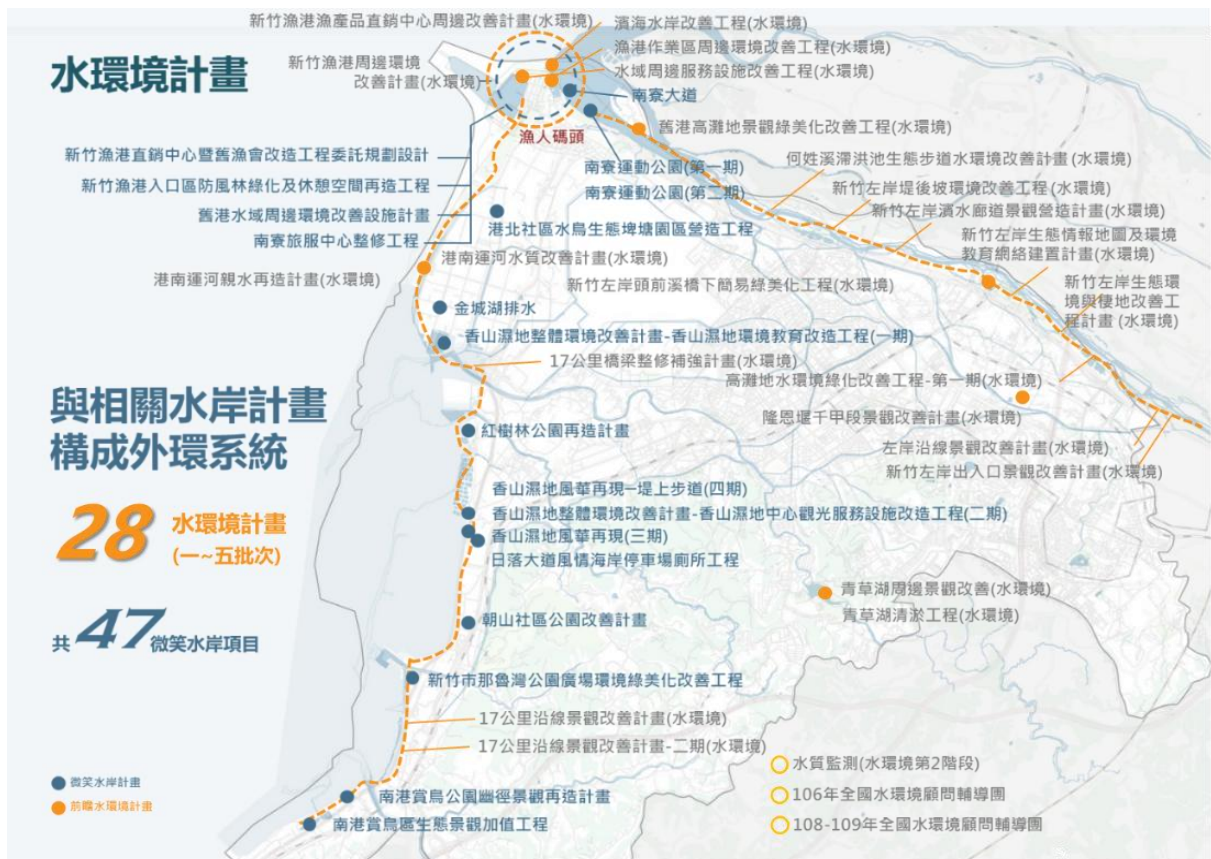 新竹漁港漁產品直銷中心周邊改善計畫(水環境)
濱海水岸改善工程(水環境)
漁港作業區周邊環境改善工程(水環境)
水域周邊服務設施改善工程(水環境)
水環境計畫
新竹漁港周邊環境
改善計畫(水環境)
南寮大道
漁人碼頭
舊港高灘地景觀綠美化改善工程(水環境)
新竹漁港直銷中心暨舊漁會改造工程委託規劃設計
新竹漁港入口區防風林綠化及休憩空間再造工程
舊港水域周邊環境改善設施計畫
南寮旅服中心整修工程
南寮運動公園(第一期)
南寮運動公園(第二期)
何姓溪滯洪池生態步道水環境改善計畫(水環境)
新竹左岸堤後坡環境改善工程(水環境)
新竹左岸濱水廊道景觀營造計畫(水環境)
新竹左岸生態情報地圖及環境
教育網絡建置計畫(水環境)
港北社區水鳥生態埤塘園區營造工程
港南運河水質改善計畫(水環境)
港南運河親水再造計畫(水環境)
新竹左岸頭前溪橋下簡易綠美化工程(水環境)
新竹左岸生態環
境與棲地改善工
程計畫(水環境)
金城湖排水
香山濕地整體環境改善計畫-香山濕地環境教育改造工程(一期)
17公里橋梁整修補強計畫(水環境)
高灘地水環境綠化改善工程-第一期(水環境)
隆恩堰千甲段景觀改善計畫(水環境)
左岸沿線景觀改善計畫(水環境)
新竹左岸出入口景觀改善計畫(水環境)
與相關水岸計畫
構成外環系統
紅樹林公園再造計畫
28 水環境計畫
(一~五批次)
香山濕地風華再現–堤上步道(四期)
香山濕地整體環境改善計畫-香山濕地中心觀光服務設施改造工程(二期)
香山濕地風華再現(三期)
日落大道風情海岸停車場廁所工程
青草湖周邊景觀改善(水環境)
青草湖清淤工程(水環境)
共47微笑水岸項目
朝山社區公園改善計畫
新竹市那魯灣公園廣場環境綠美化改善工程
17公里沿線景觀改善計畫(水環境)
17公里沿線景觀改善計畫-二期(水環境)
水質監測(水環境第2階段)
106年全國水環境顧問輔導團
108-109年全國水環境顧問輔導團
微笑水岸計畫
前瞻水環境計畫
南港賞鳥公園幽徑景觀再造計畫
南港賞鳥區生態景觀加值工程